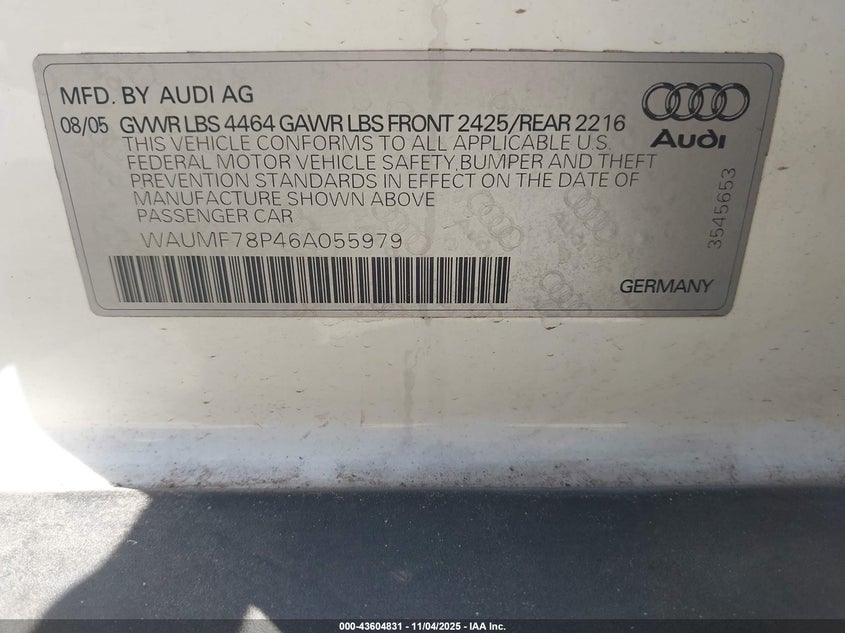 MFD. BY AUDI AG
08/05 GVWR LBS 4464 GAWR LBS FRONT 2425/REAR 2216
THIS VEHICLE CONFORMS TO ALL APPLICABLE U.S.
FEDERAL MOTOR VEHICLE SAFETY,BUMPER AND THEFT
PREVENTION STANDARDS IN EFFECT ON THE DATE OF
MANUFACTURE SHOWN ABOVE
PASSENGER CAR
WAUMF78P46A055979
Audi
3545653
GERMANY
000-43604831 - 11/04/2025 - IAA Inc.